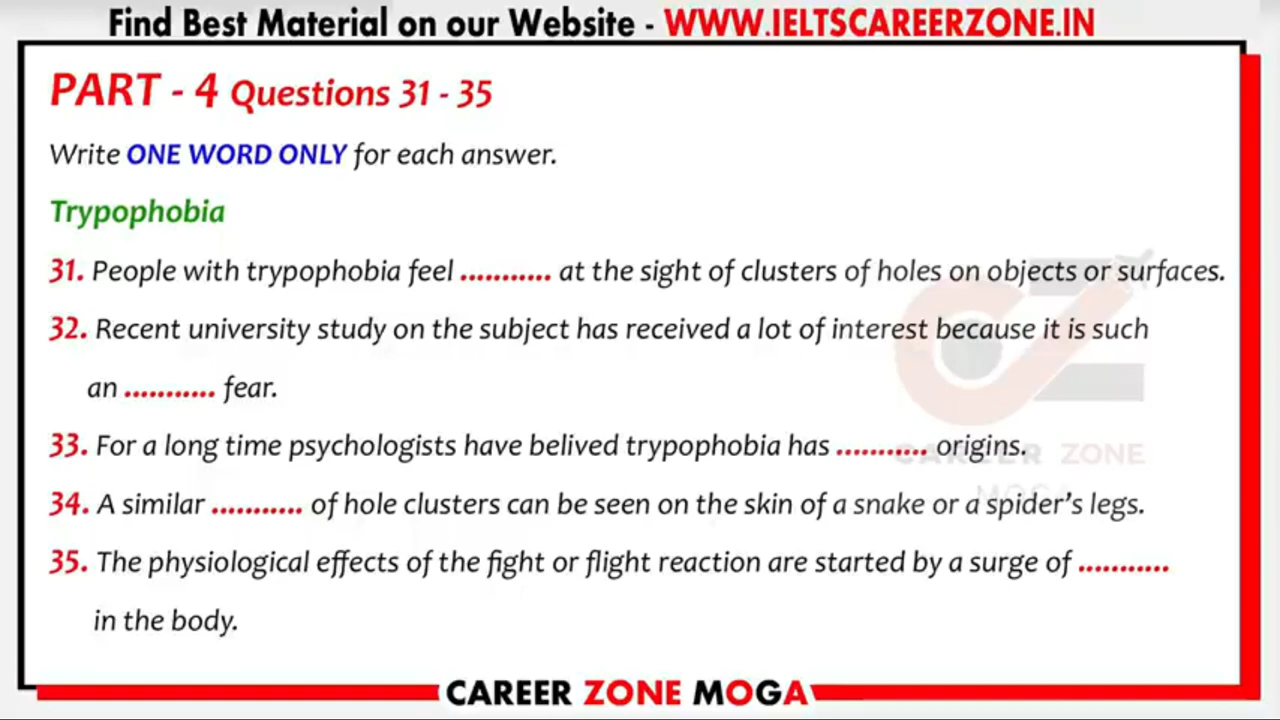 Find Best Material on our Website - WWW.IELTSCAREERZONE.IN
PART - 4 Questions 31 - 35
Write ONE WORD ONLY for each answer.
Trypophobia
31. People with trypophobia feel ........... at the sight of clusters of holes on objects or surfaces.
32. Recent university study on the subject has received a lot of interest because it is such
an ........... fear.
33. For a long time psychologists have belived trypophobia has ........... origins.
CAREER ZONE
MOGA
34. A similar ........... of hole clusters can be seen on the skin of a snake or a spider's legs.
35. The physiological effects of the fight or flight reaction are started by a surge of ...........
in the body.
CAREER ZONE MOGA